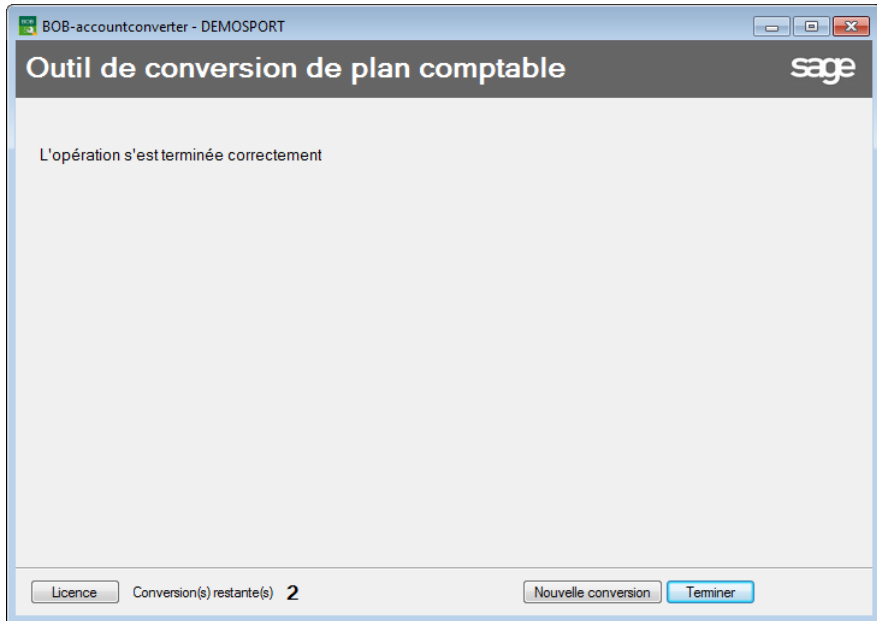 BOB-accountconverter - DEMOSPORT
Outil de conversion de plan comptable
sage
L'opération s'est terminée correctement
Licence Conversion(s) restante(s) 2 Nouvelle conversion Terminer